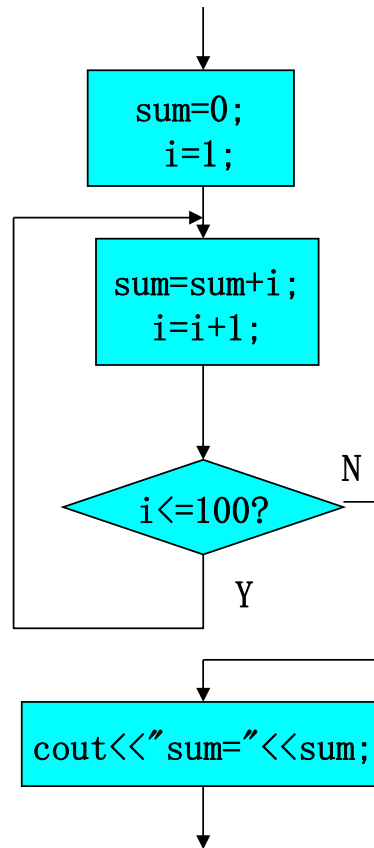 sum=0;
i=1;
sum=sum+i;
i=i+1;
i<=100?
N
Y
cout<<"sum="<<sum;